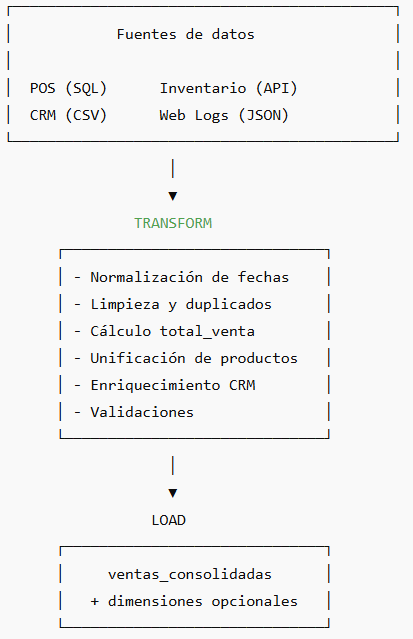 Fuentes de datos
POS (SQL) Inventario (API)
CRM (CSV) Web Logs (JSON)
TRANSFORM
- Normalización de fechas
- Limpieza y duplicados
- Cálculo total_venta
- Unificación de productos
- Enriquecimiento CRM
- Validaciones
LOAD
ventas_consolidadas
+ dimensiones opcionales